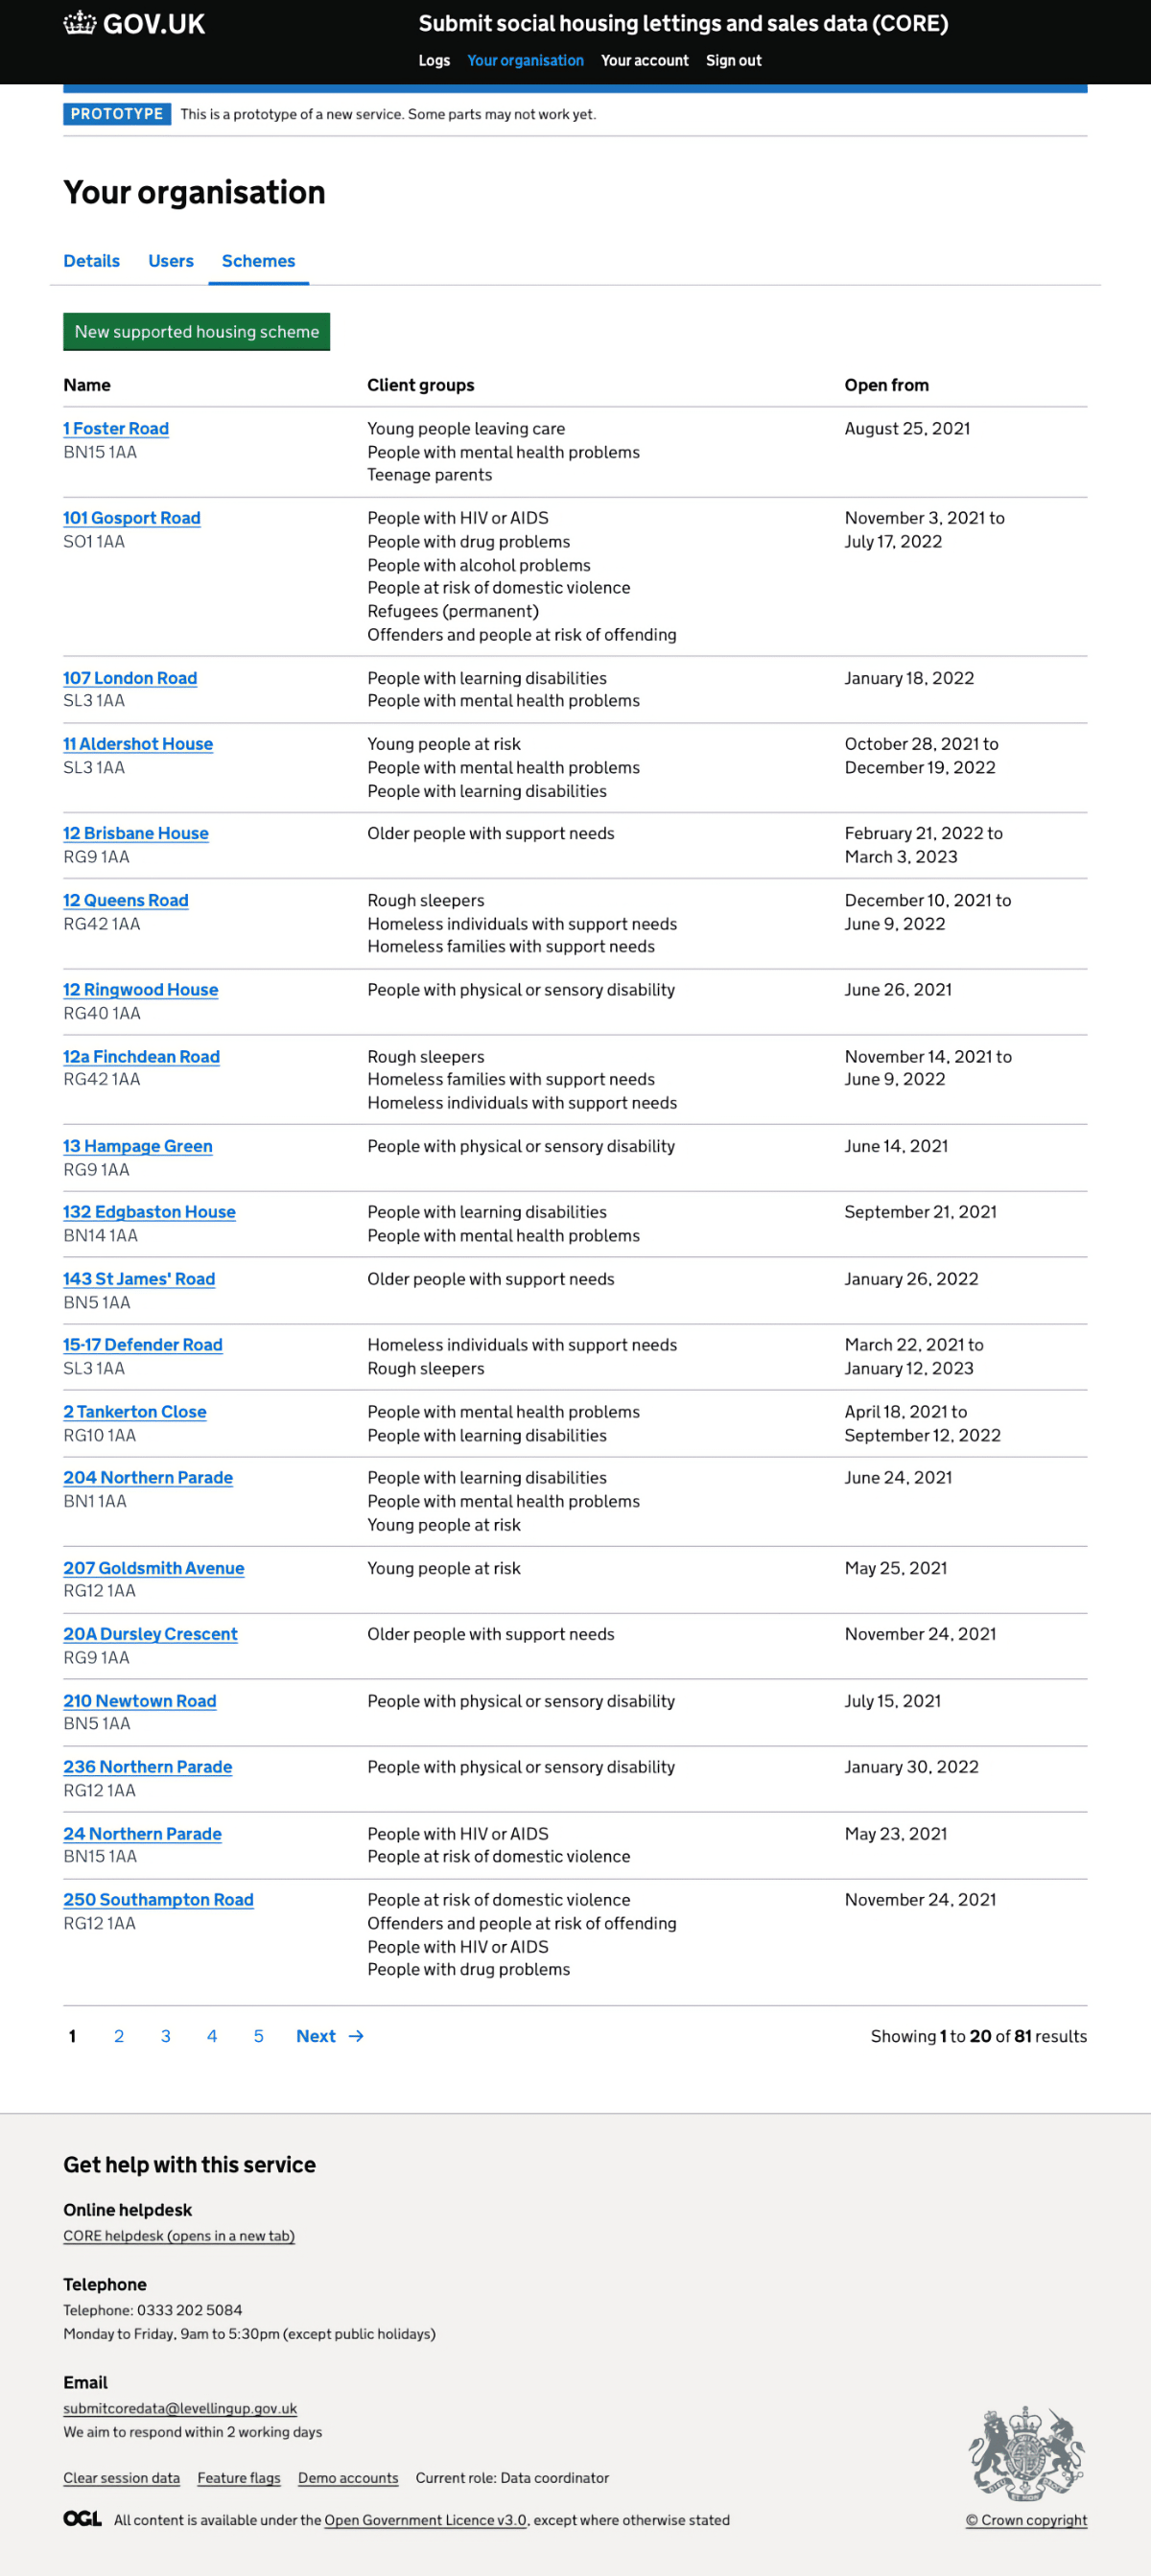 GOV.UK
Submit social housing lettings and sales data (CORE)
Logs Your organisation Your account Sign out
PROTOTYPE This is a prototype of a new service. Some parts may not work yet.
Your organisation
Details Users Schemes
New supported housing scheme
Name Client groups Open from
1 Foster Road Young people leaving care August 25, 2021
BN15 1AA People with mental health problems
Teenage parents
101 Gosport Road People with HIV or AIDS November 3, 2021 to
SO1 1AA People with drug problems July 17, 2022
People with alcohol problems
People at risk of domestic violence
Refugees (permanent)
Offenders and people at risk of offending
107 London Road People with learning disabilities January 18, 2022
SL3 1AA People with mental health problems
11 Aldershot House Young people at risk October 28, 2021 to
SL3 1AA People with mental health problems December 19, 2022
People with learning disabilities
12 Brisbane House Older people with support needs February 21, 2022 to
RG9 1AA March 3, 2023
12 Queens Road Rough sleepers December 10, 2021 to
RG42 1AA Homeless individuals with support needs June 9, 2022
Homeless families with support needs
12 Ringwood House People with physical or sensory disability June 26, 2021
RG40 1AA
12a Finchdean Road Rough sleepers November 14, 2021 to
RG42 1AA Homeless families with support needs June 9, 2022
Homeless individuals with support needs
13 Hampage Green People with physical or sensory disability June 14, 2021
RG9 1AA
132 Edgbaston House People with learning disabilities September 21, 2021
BN14 1AA People with mental health problems
143 St James' Road Older people with support needs January 26, 2022
BN5 1AA
15-17 Defender Road Homeless individuals with support needs March 22, 2021 to
SL3 1AA Rough sleepers January 12, 2023
2 Tankerton Close People with mental health problems April 18, 2021 to
RG10 1AA People with learning disabilities September 12, 2022
204 Northern Parade People with learning disabilities June 24, 2021
BN1 1AA People with mental health problems
Young people at risk
207 Goldsmith Avenue Young people at risk May 25, 2021
RG12 1AA
20A Dursley Crescent Older people with support needs November 24, 2021
RG9 1AA
210 Newtown Road People with physical or sensory disability July 15, 2021
BN5 1AA
236 Northern Parade People with physical or sensory disability January 30, 2022
RG12 1AA
24 Northern Parade People with HIV or AIDS May 23, 2021
BN15 1AA People at risk of domestic violence
250 Southampton Road People at risk of domestic violence November 24, 2021
RG12 1AA Offenders and people at risk of offending
People with HIV or AIDS
People with drug problems
1 2 3 4 5 Next → Showing 1 to 20 of 81 results
Get help with this service
Online helpdesk
CORE helpdesk (opens in a new tab)
Telephone
Telephone: 0333 202 5084
Monday to Friday, 9am to 5:30pm (except public holidays)
Email
submitcoredata@levellingup.gov.uk
We aim to respond within 2 working days
Clear session data Feature flags Demo accounts Current role: Data coordinator
OGL All content is available under the Open Government Licence v3.0, except where otherwise stated
© Crown copyright